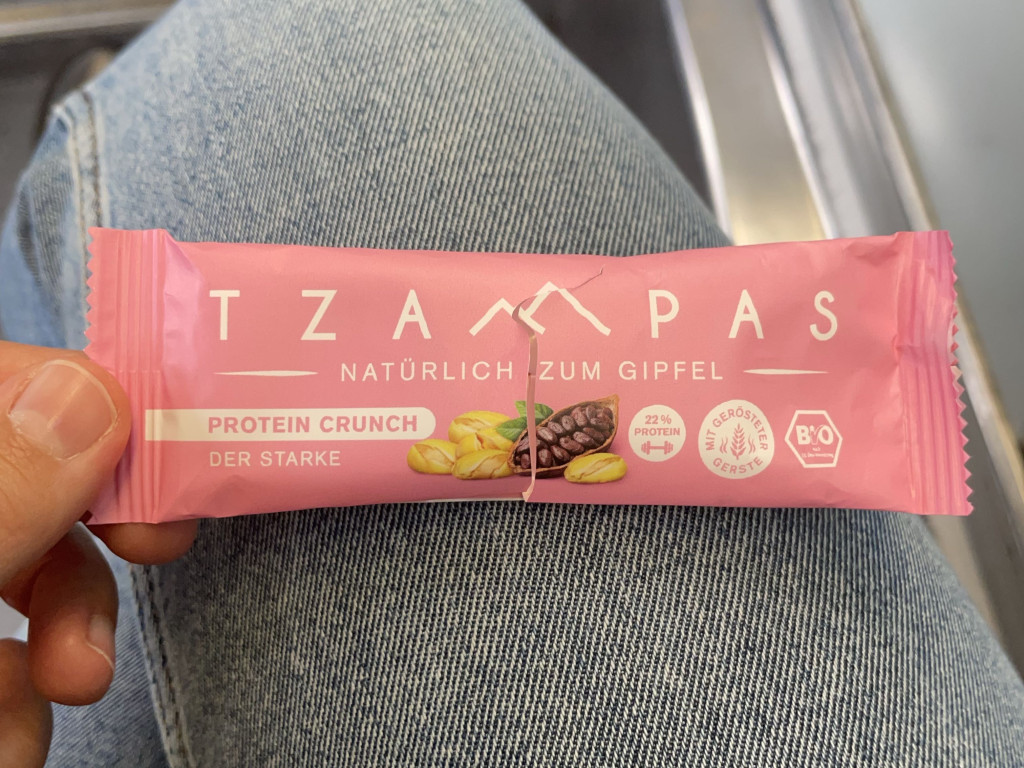 TZAMPAS
NATÜRLICH ZUM GIPFEL
PROTEIN CRUNCH
DER STARKE
22 %
PROTEIN
MIT GERÖSTETER
GERSTE
BIO